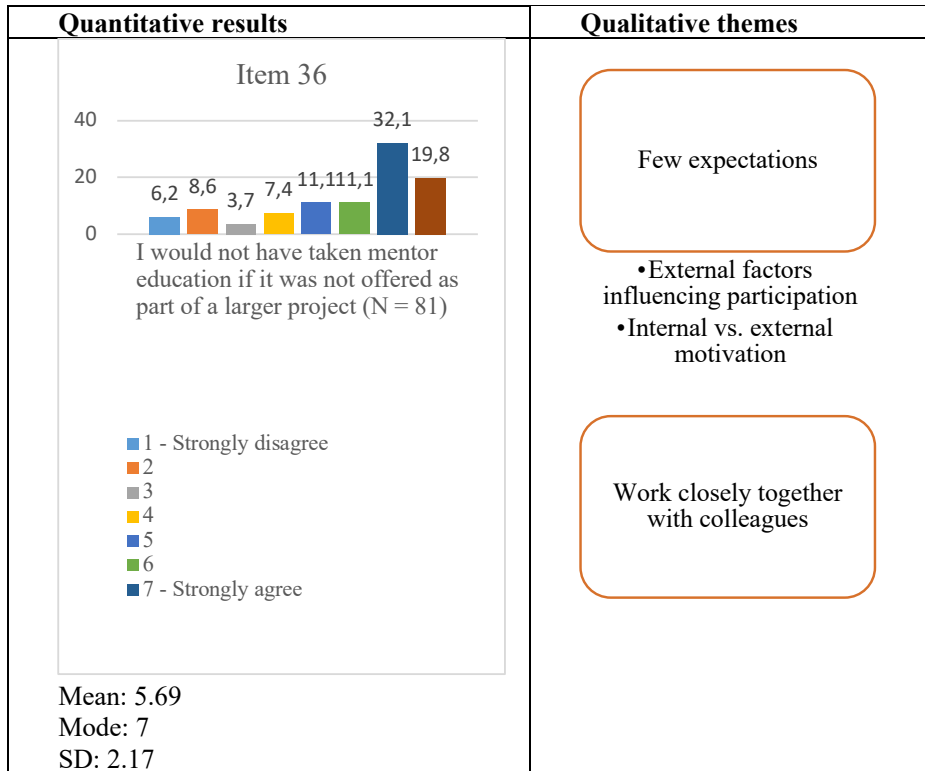 Quantitative results
Qualitative themes
Item 36
40
20
0
6,2
8,6
3,7
7,4
11,1
11,1
32,1
19,8
I would not have taken mentor
education if it was not offered as
part of a larger project (N = 81)
1 - Strongly disagree
2
3
4
5
6
7 - Strongly agree
Mean: 5.69
Mode: 7
SD: 2.17
Few expectations
•External factors
influencing participation
•Internal vs. external
motivation
Work closely together
with colleagues